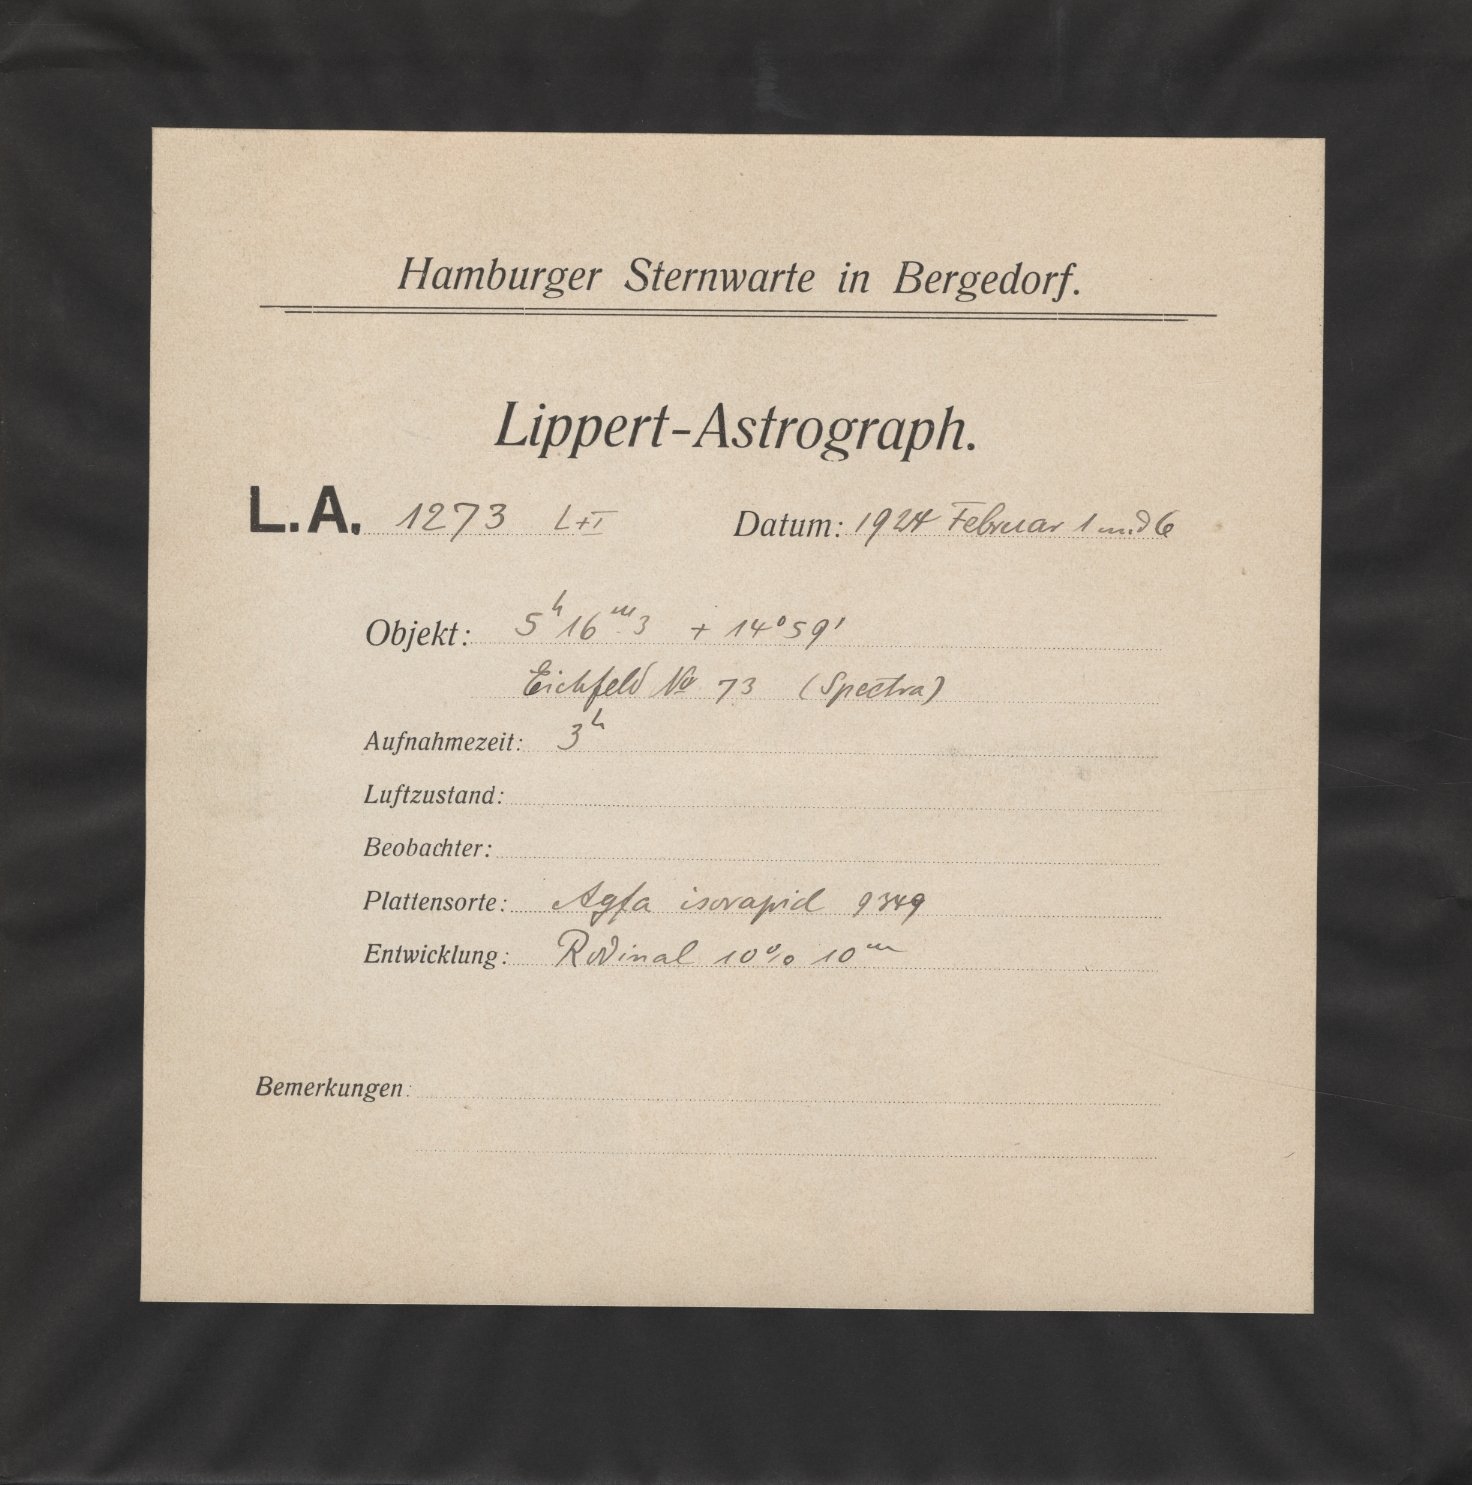 Hamburger Sternwarte in Bergedorf.
Lippert-Astrograph.
L.A. 1273 L+I Datum: 1924 Februar 1 und 6
Objekt: 5h 16m.3 + 14°59'
Eichfeld No 73 (Spectra)
Aufnahmezeit: 3h
Luftzustand:
Beobachter:
Plattensorte: Agfa isorapid 9349
Entwicklung: Rodinal 10% 10m
Bemerkungen: